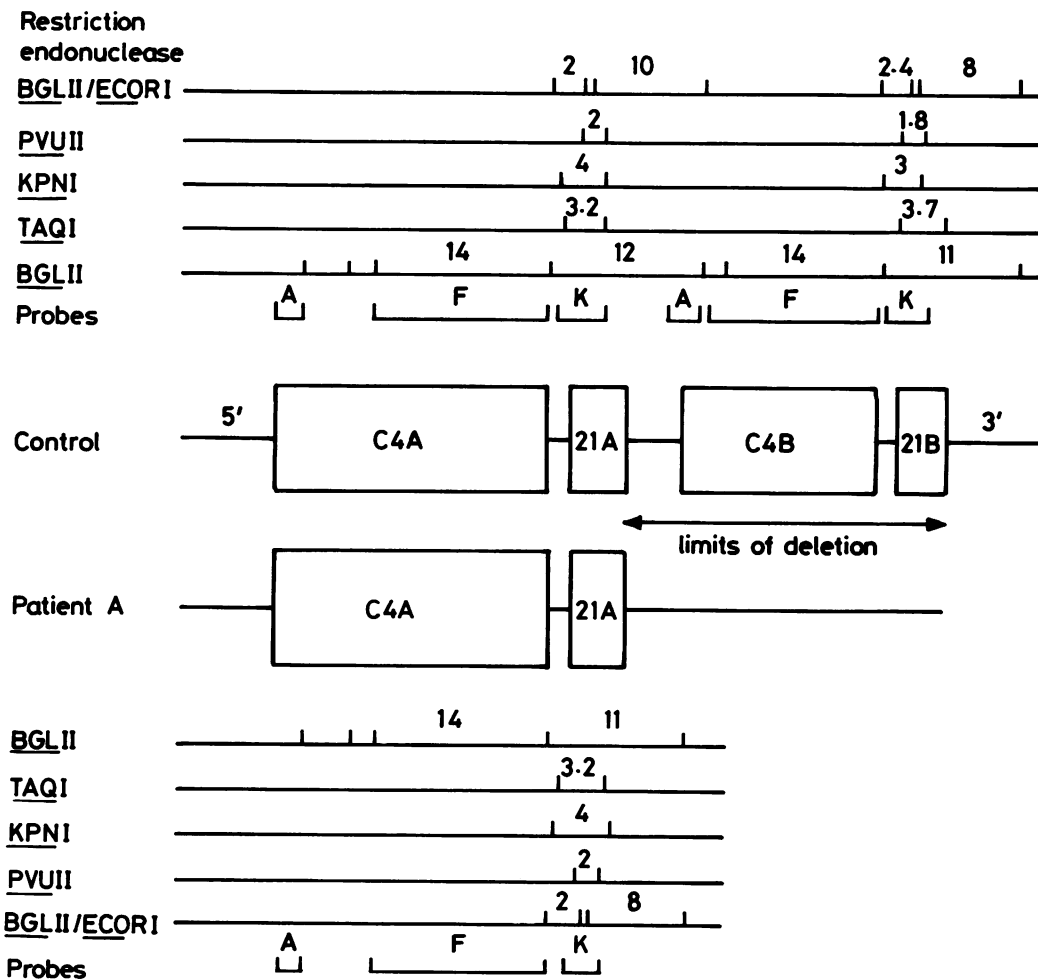 Restriction
endonuclease
BGLII/ECORI 2 10 2·4 8
PVUII 2 1·8
KPNI 4 3
TAQI 3·2 3·7
BGLII 14 12 14 11
Probes A F K A F K
Control 5' C4A 21A C4B 21B 3'
limits of deletion
Patient A C4A 21A
BGLII 14 11
TAQI 3·2
KPNI 4
PVUII 2
BGLII/ECORI 2 8
Probes A F K